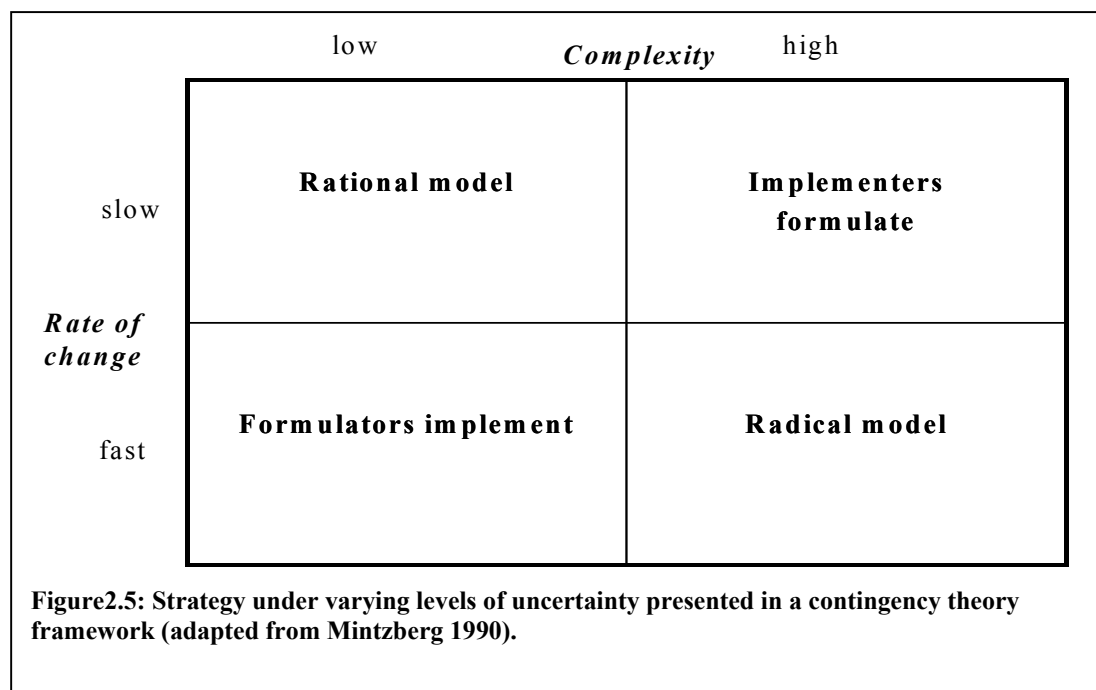 low Complexity high
Rational model
Implementers
formulate
slow
Rate of
change
Formulators implement
Radical model
fast
Figure2.5: Strategy under varying levels of uncertainty presented in a contingency theory
framework (adapted from Mintzberg 1990).